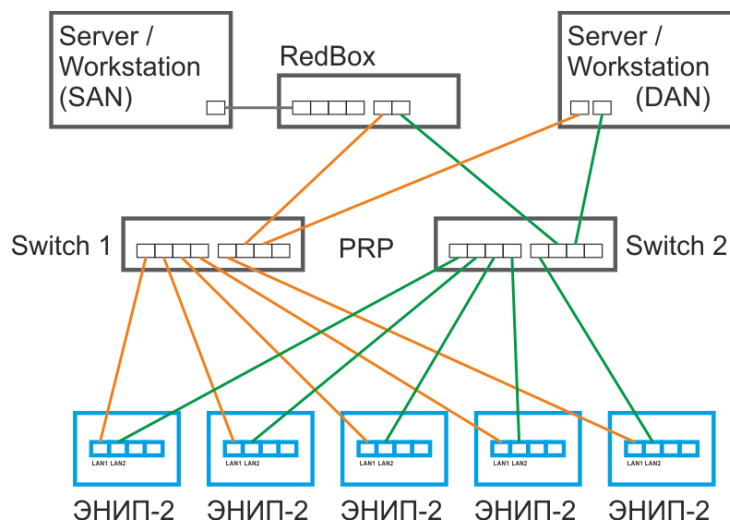 Server /
Workstation
(SAN)
RedBox
Server /
Workstation
(DAN)
Switch 1
PRP
Switch 2
LAN1 LAN2
LAN1 LAN2
LAN1 LAN2
LAN1 LAN2
LAN1 LAN2
ЭНИП-2
ЭНИП-2
ЭНИП-2
ЭНИП-2
ЭНИП-2